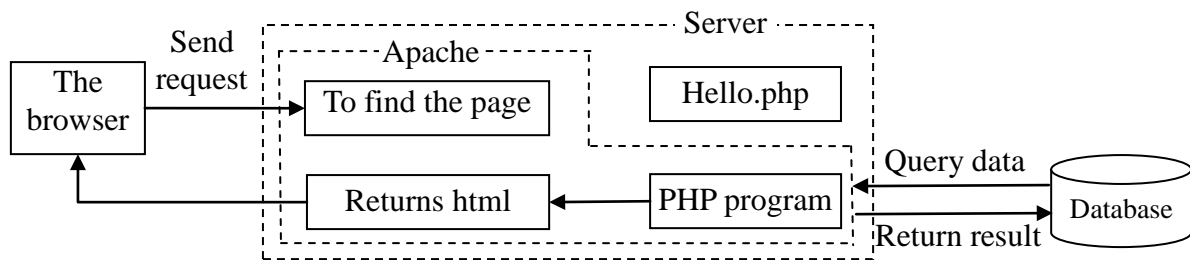 Server
Send
request
Apache
The
browser
To find the page
Hello.php
Query data
Returns html
PHP program
Database
Return result